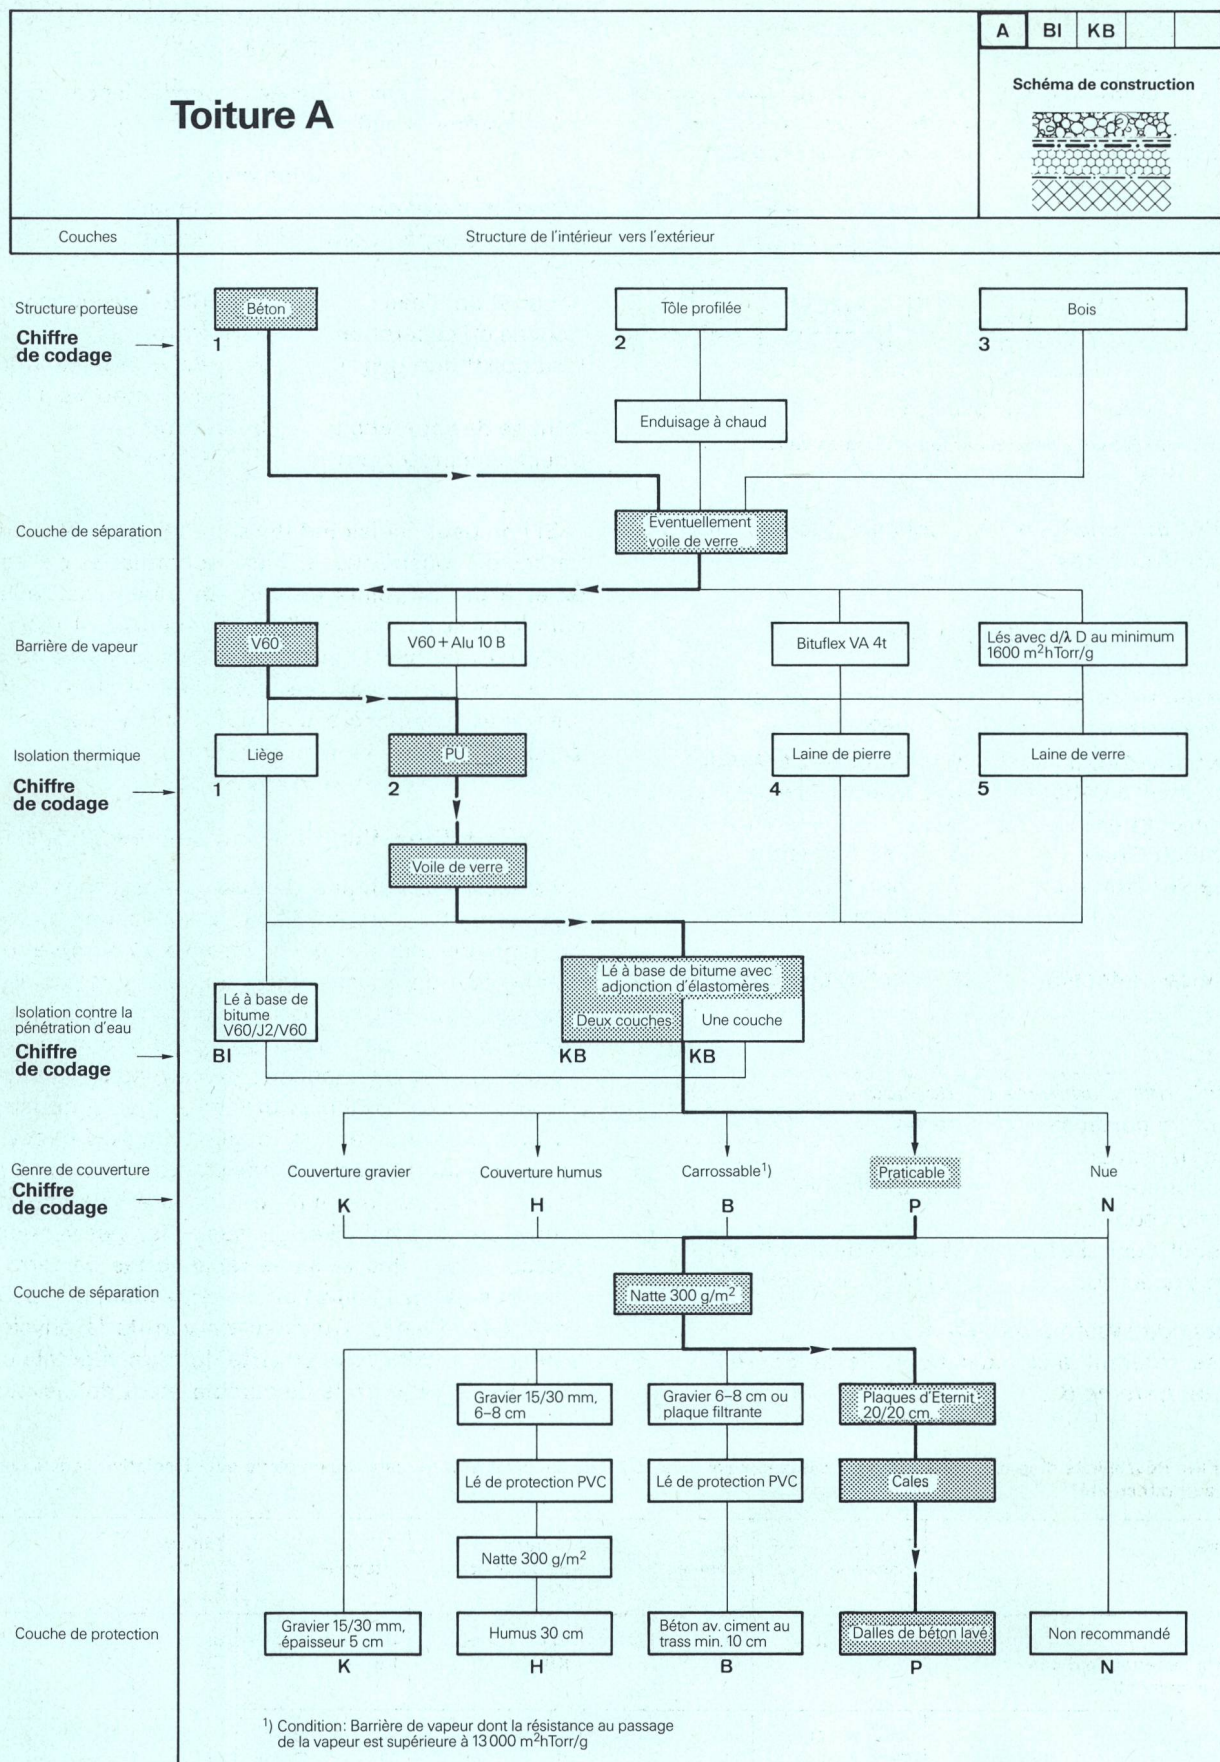 A BI KB
Toiture A
Schéma de construction
Couches
Structure de l'intérieur vers l'extérieur
Structure porteuse
Béton
Tôle profilée
Bois
Chiffre
de codage
1
2
3
Enduisage à chaud
Couche de séparation
Eventuellement
voile de verre
Barrière de vapeur
V60
V60 + Alu 10 B
Bituflex VA 4t
Lés avec d/λ D au minimum
1600 m²hTorr/g
Isolation thermique
Liège
PU
Laine de pierre
Laine de verre
Chiffre
de codage
1
2
4
5
Voile de verre
Isolation contre la
pénétration d'eau
Lé à base de
bitume
V60/J2/V60
Lé à base de bitume avec
adjonction d'élastomères
Deux couches
Une couche
Chiffre
de codage
BI
KB
KB
Genre de couverture
Couverture gravier
Couverture humus
Carrossable¹)
Praticable
Nue
Chiffre
de codage
K
H
B
P
N
Couche de séparation
Natte 300 g/m²
Gravier 15/30 mm,
6–8 cm
Gravier 6–8 cm ou
plaque filtrante
Plaques d'Eternit
20/20 cm
Lé de protection PVC
Lé de protection PVC
Cales
Natte 300 g/m²
Couche de protection
Gravier 15/30 mm,
épaisseur 5 cm
Humus 30 cm
Béton av. ciment au
trass min. 10 cm
Dalles de béton lavé
Non recommandé
K
H
B
P
N
¹) Condition: Barrière de vapeur dont la résistance au passage
de la vapeur est supérieure à 13 000 m²hTorr/g